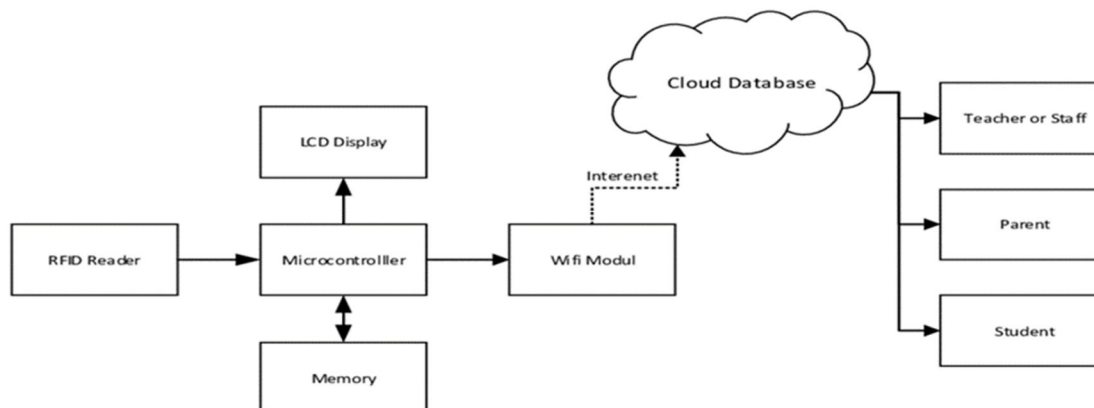 Cloud Database
Teacher or Staff
LCD Display
Interenet
RFID Reader
Microcontrolller
Wifi Modul
Parent
Student
Memory